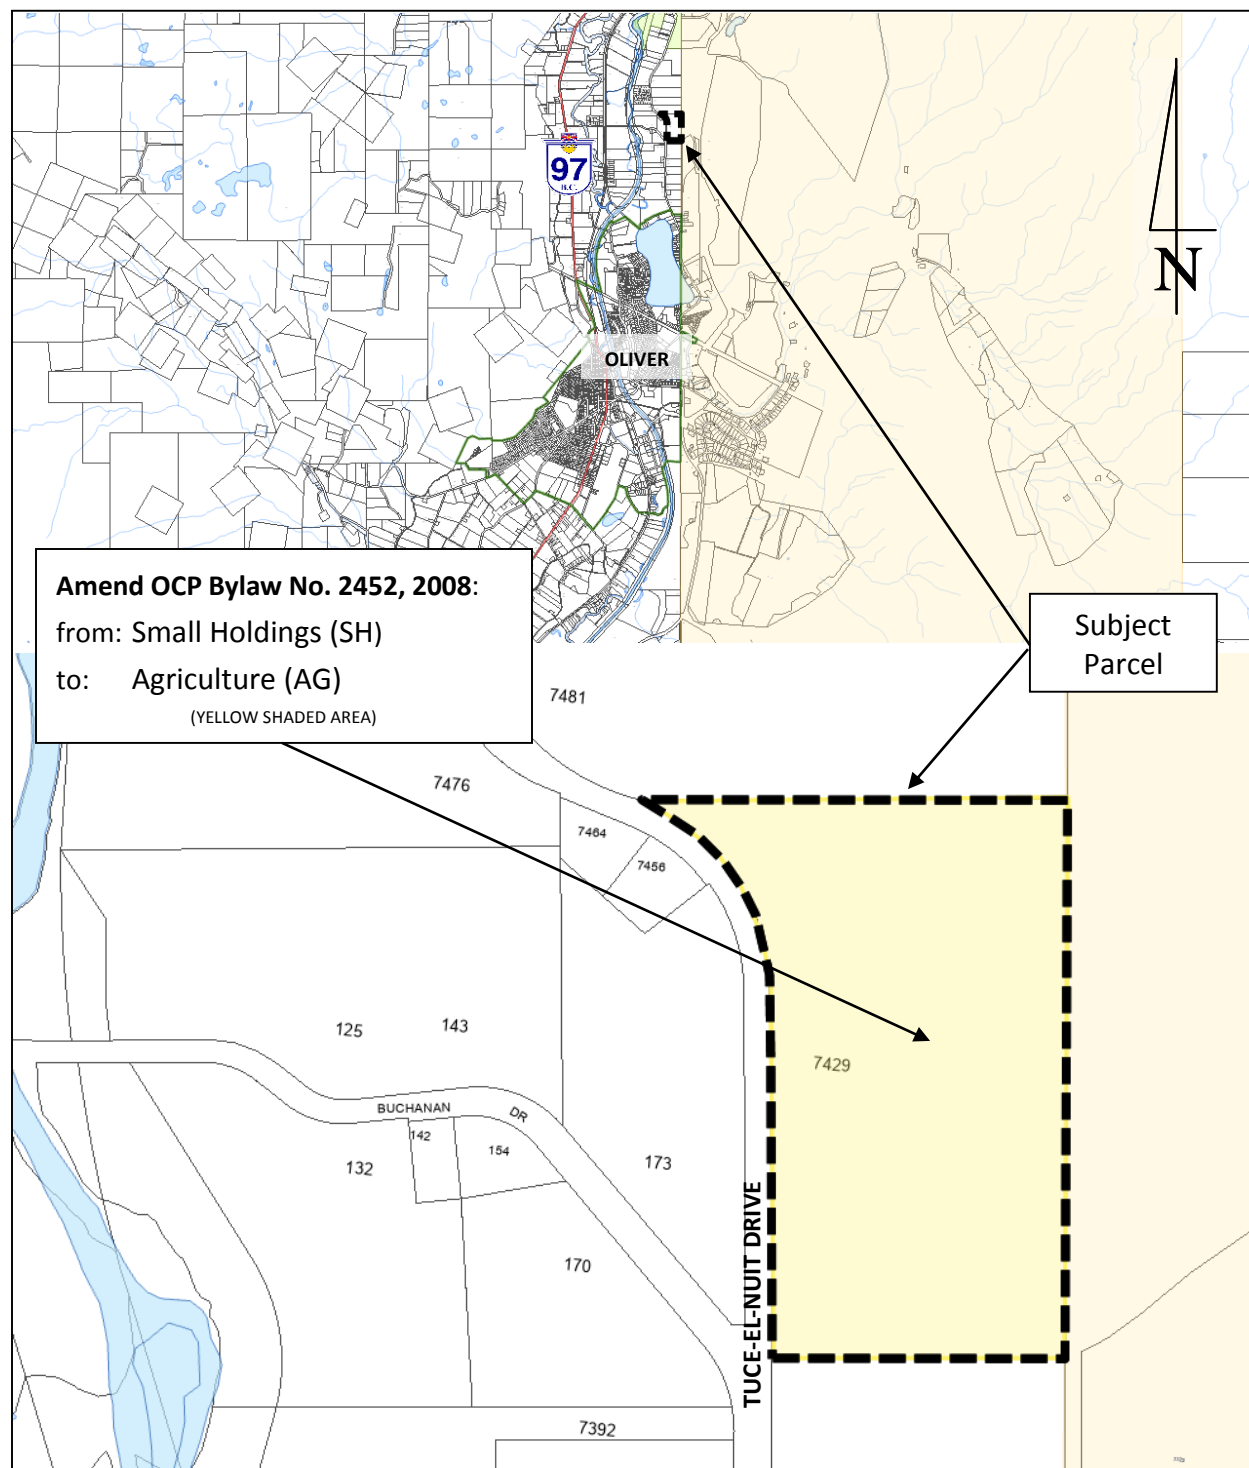 97
B.C.
N
OLIVER
Amend OCP Bylaw No. 2452, 2008:
from: Small Holdings (SH)
to: Agriculture (AG)
(YELLOW SHADED AREA)
Subject
Parcel
7481
7476
7464
7456
125
143
7429
BUCHANAN DR
142
154
132
173
170
TUCE-EL-NUIT DRIVE
7392